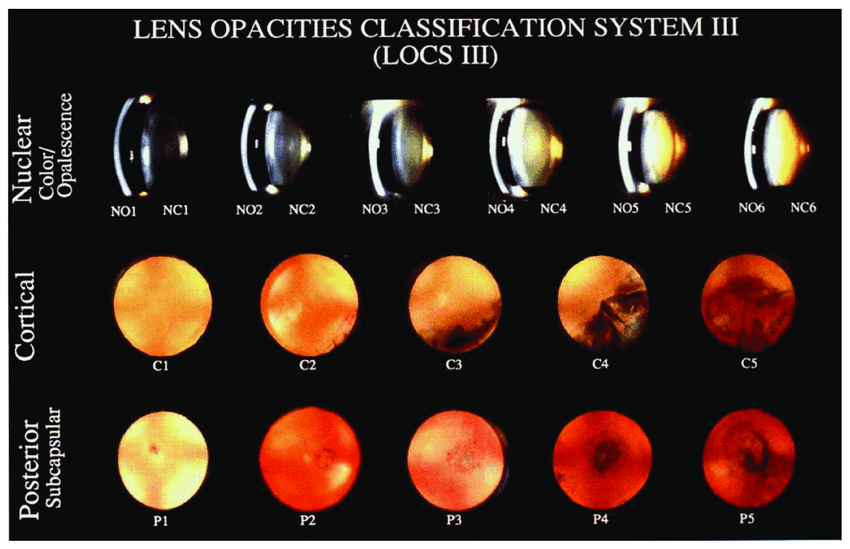 LENS OPACITIES CLASSIFICATION SYSTEM III
(LOCS III)
Nuclear
Color/
Opalescence
NO1 NC1 NO2 NC2 NO3 NC3 NO4 NC4 NO5 NC5 NO6 NC6
Cortical
C1 C2 C3 C4 C5
Posterior
Subcapsular
P1 P2 P3 P4 P5